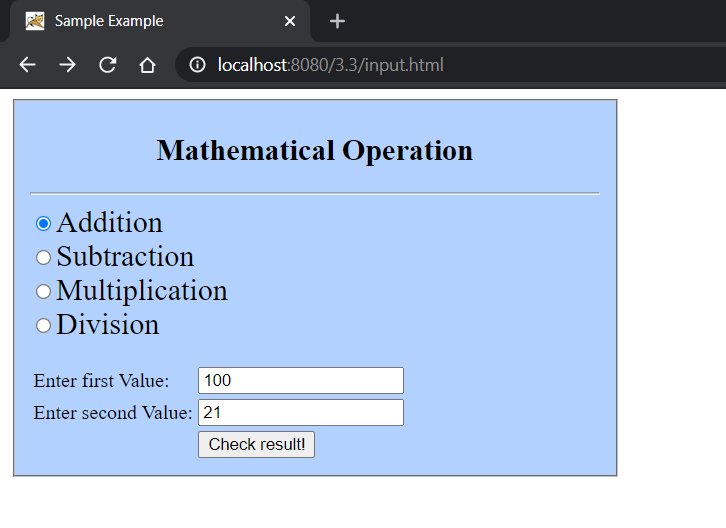 Sample Example
localhost:8080/3.3/input.html
Mathematical Operation
Addition
Subtraction
Multiplication
Division
Enter first Value: 100
Enter second Value: 21
Check result!